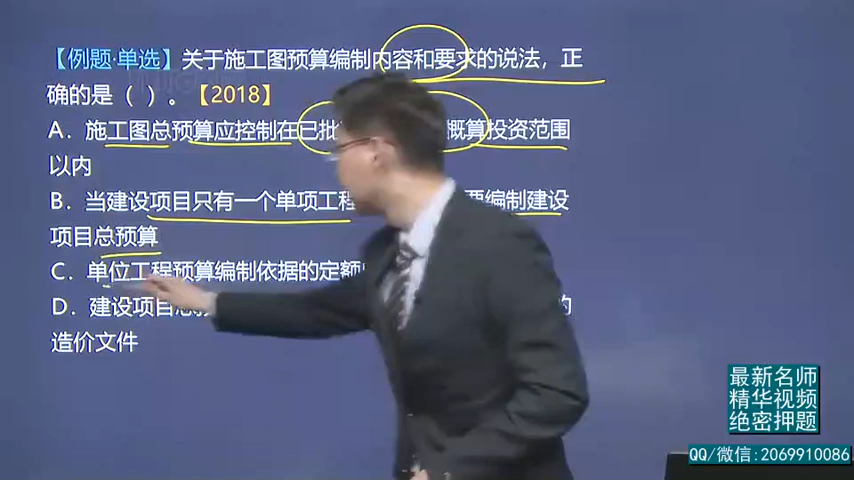 【例题·单选】关于施工图预算编制内容和要求的说法，正
确的是（ ）。【2018】
A．施工图总预算应控制在已批 概算投资范围
以内
B．当建设项目只有一个单项工程 编制建设
项目总预算
C．单位工程预算编制依据的定额
D．建设项目总 的
造价文件
最新名师
精华视频
绝密押题
QQ/微信:2069910086